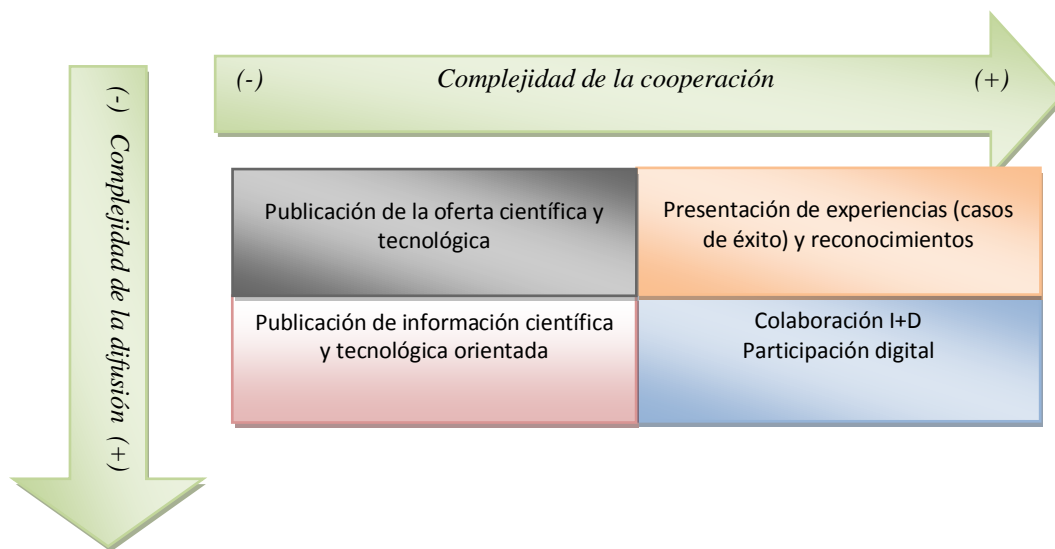 (-) Complejidad de la cooperación (+)
(-) Complejidad de la difusión (+)
Publicación de la oferta científica y
tecnológica
Presentación de experiencias (casos
de éxito) y reconocimientos
Publicación de información científica
y tecnológica orientada
Colaboración I+D
Participación digital